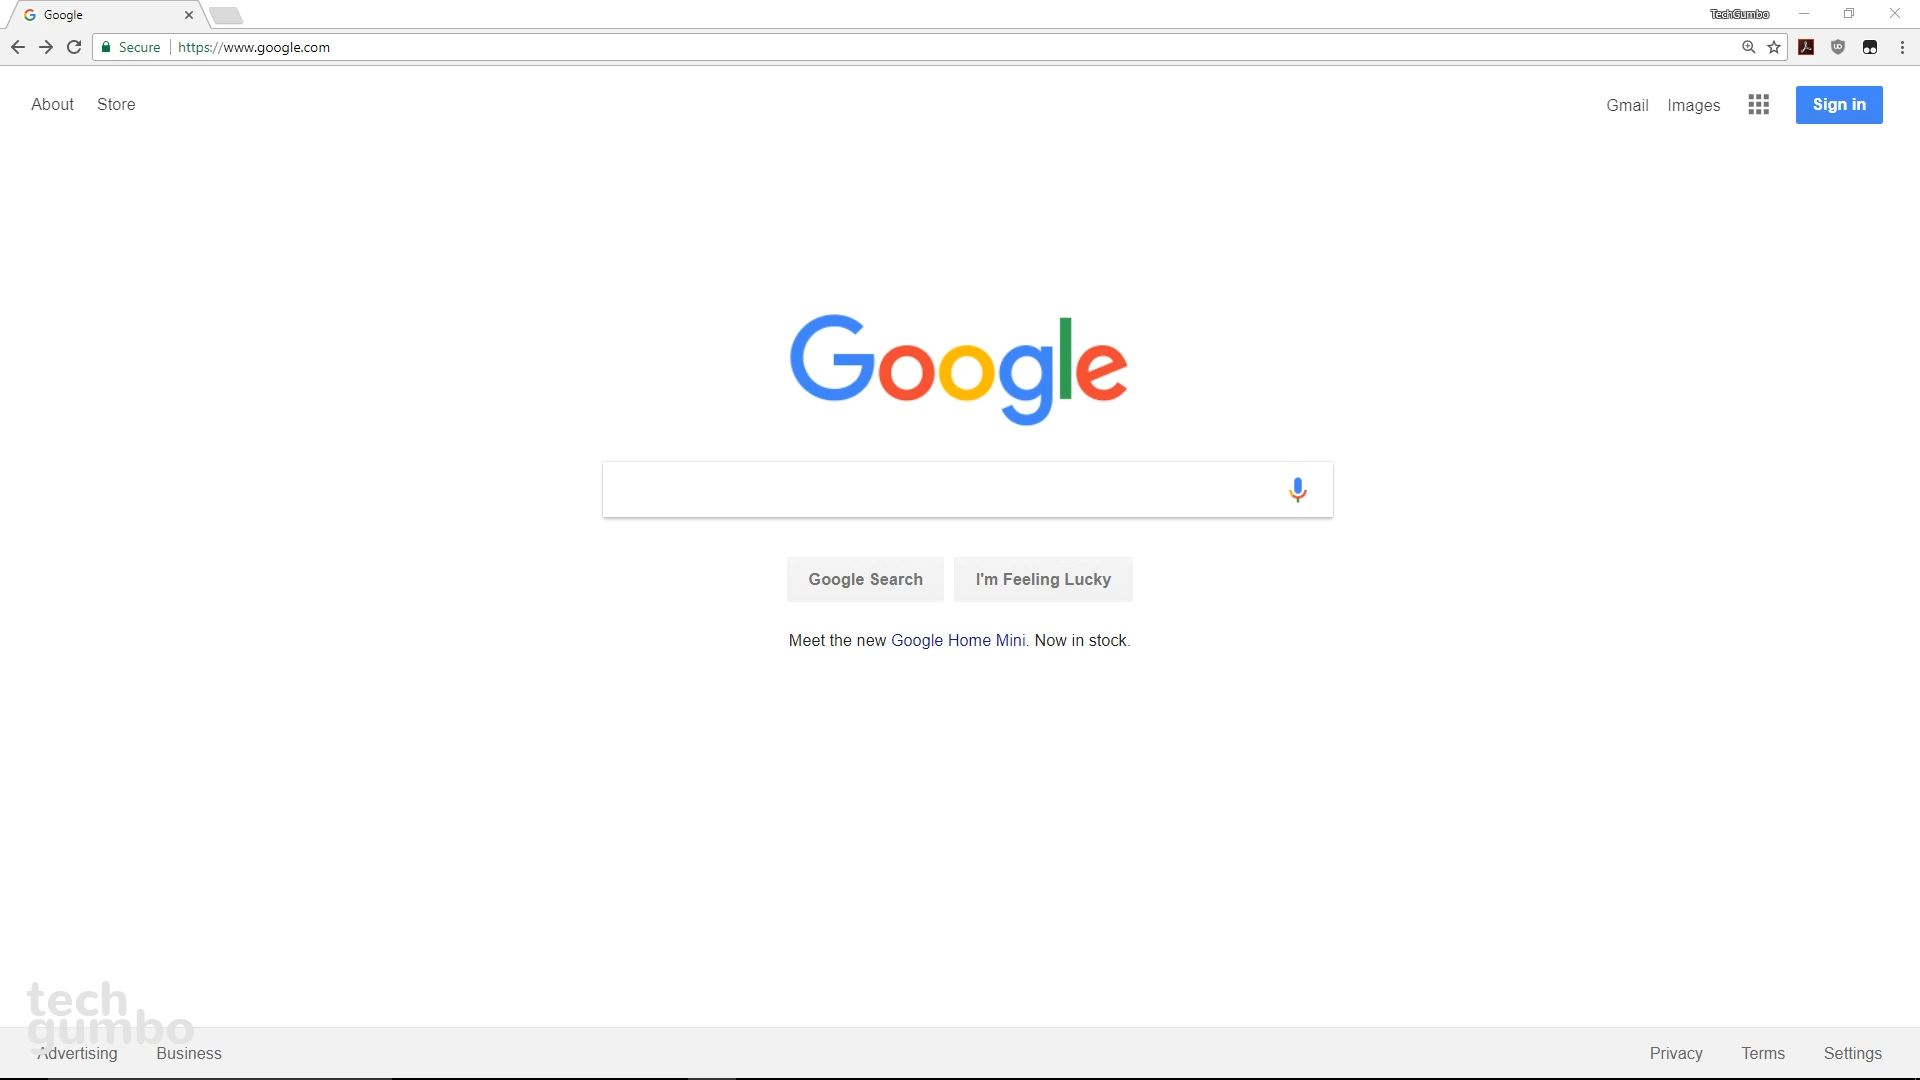 Google
TechGumbo
Secure https://www.google.com
About Store
Gmail Images Sign in
Google
Google Search I'm Feeling Lucky
Meet the new Google Home Mini. Now in stock.
tech
gumbo
Advertising Business
Privacy Terms Settings